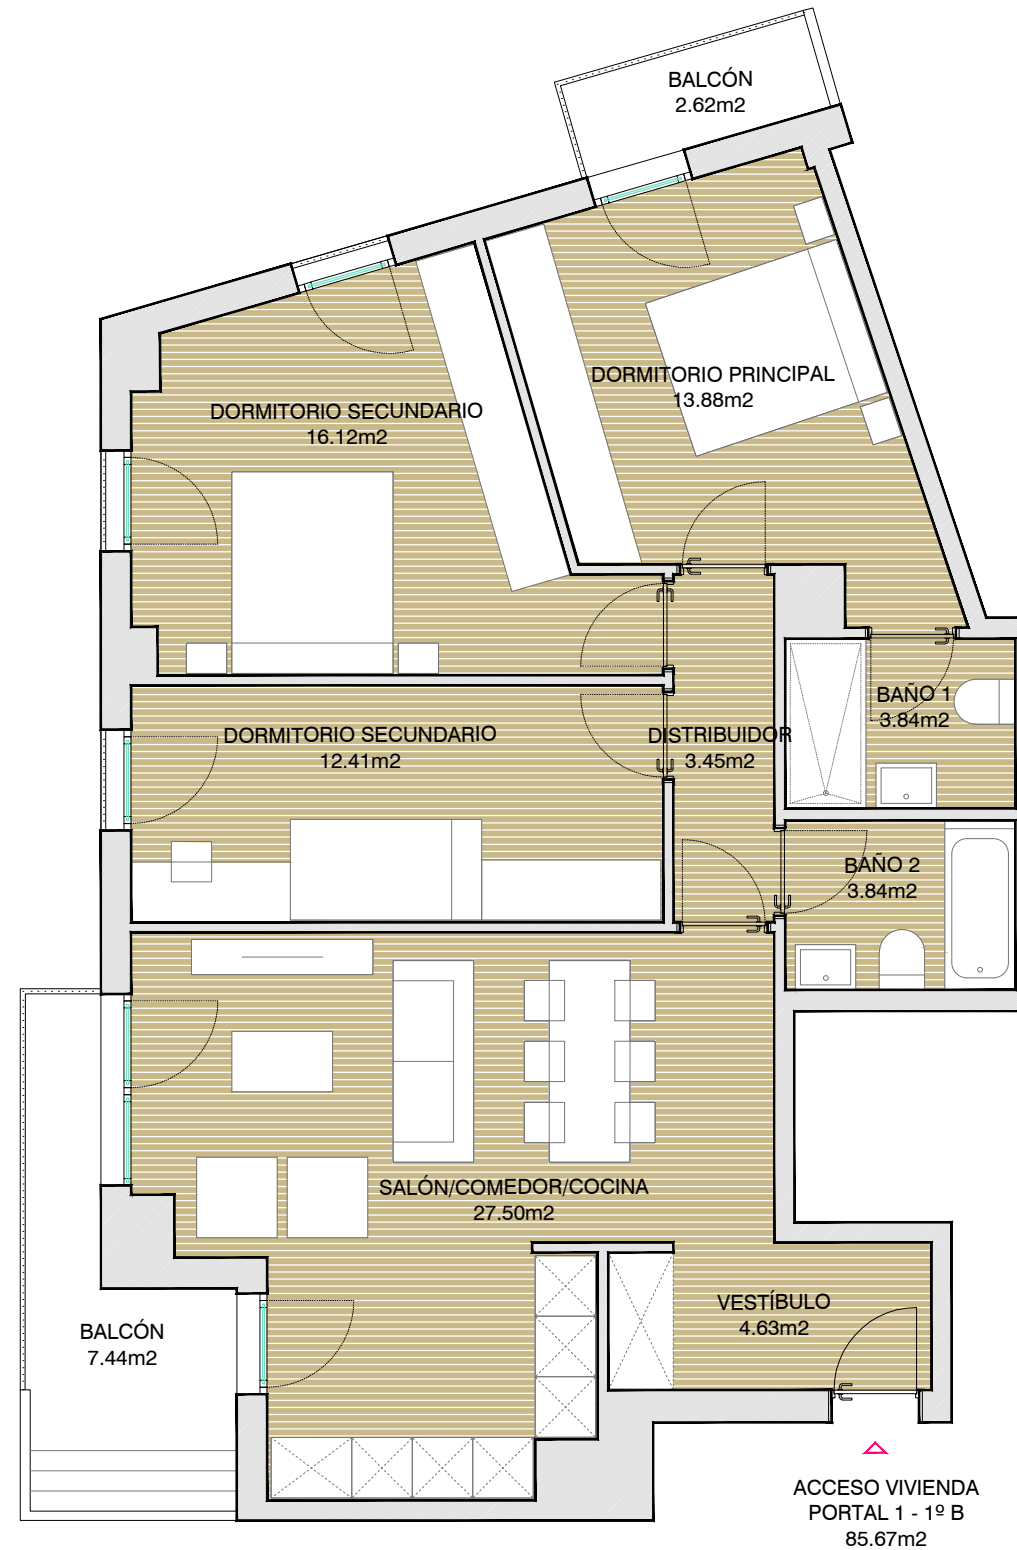 BALCÓN
2.62m2
DORMITORIO PRINCIPAL
13.88m2
DORMITORIO SECUNDARIO
16.12m2
BAÑO 1
3.84m2
DORMITORIO SECUNDARIO
12.41m2
DISTRIBUIDOR
3.45m2
BAÑO 2
3.84m2
SALÓN/COMEDOR/COCINA
27.50m2
VESTÍBULO
4.63m2
BALCÓN
7.44m2
ACCESO VIVIENDA
PORTAL 1 - 1º B
85.67m2